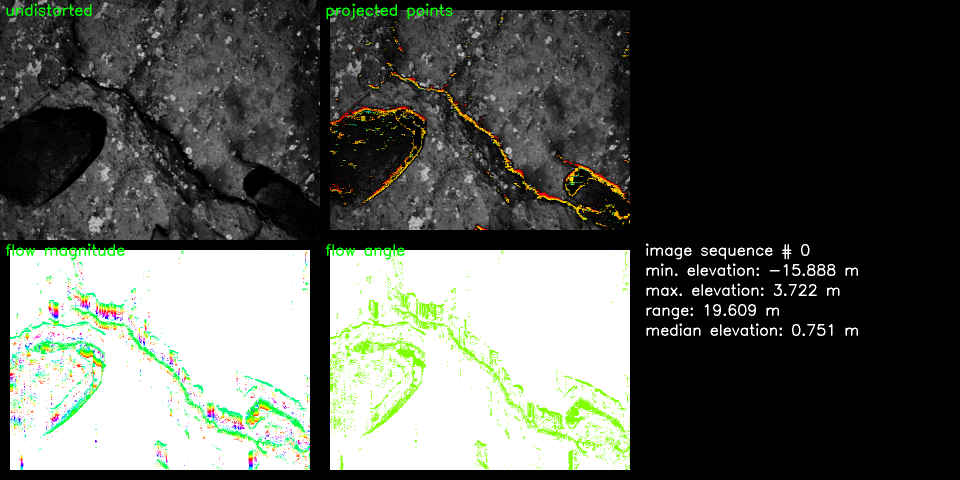 undistorted
projected points
flow magnitude
flow angle
image sequence # 0
min. elevation: -15.888 m
max. elevation: 3.722 m
range: 19.609 m
median elevation: 0.751 m